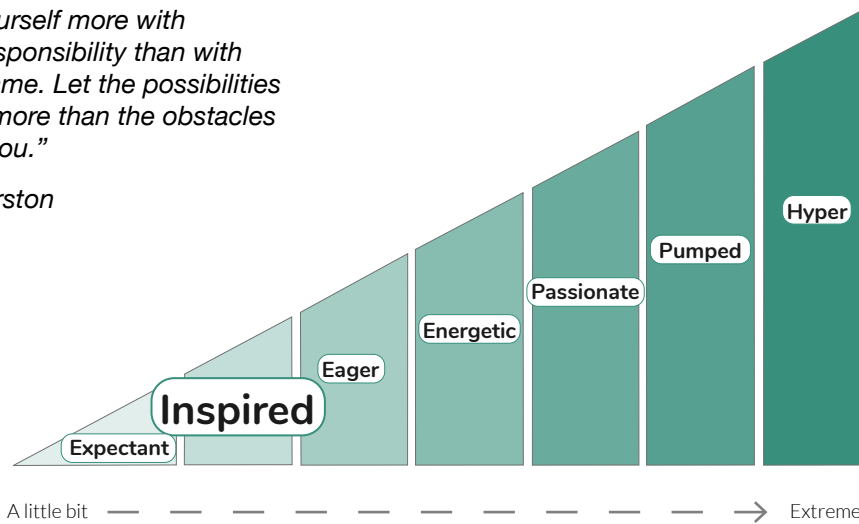 urself more with
sponsibility than with
me. Let the possibilities
more than the obstacles
ou.”
rston
Hyper
Pumped
Passionate
Energetic
Eager
Inspired
Expectant
A little bit
Extreme